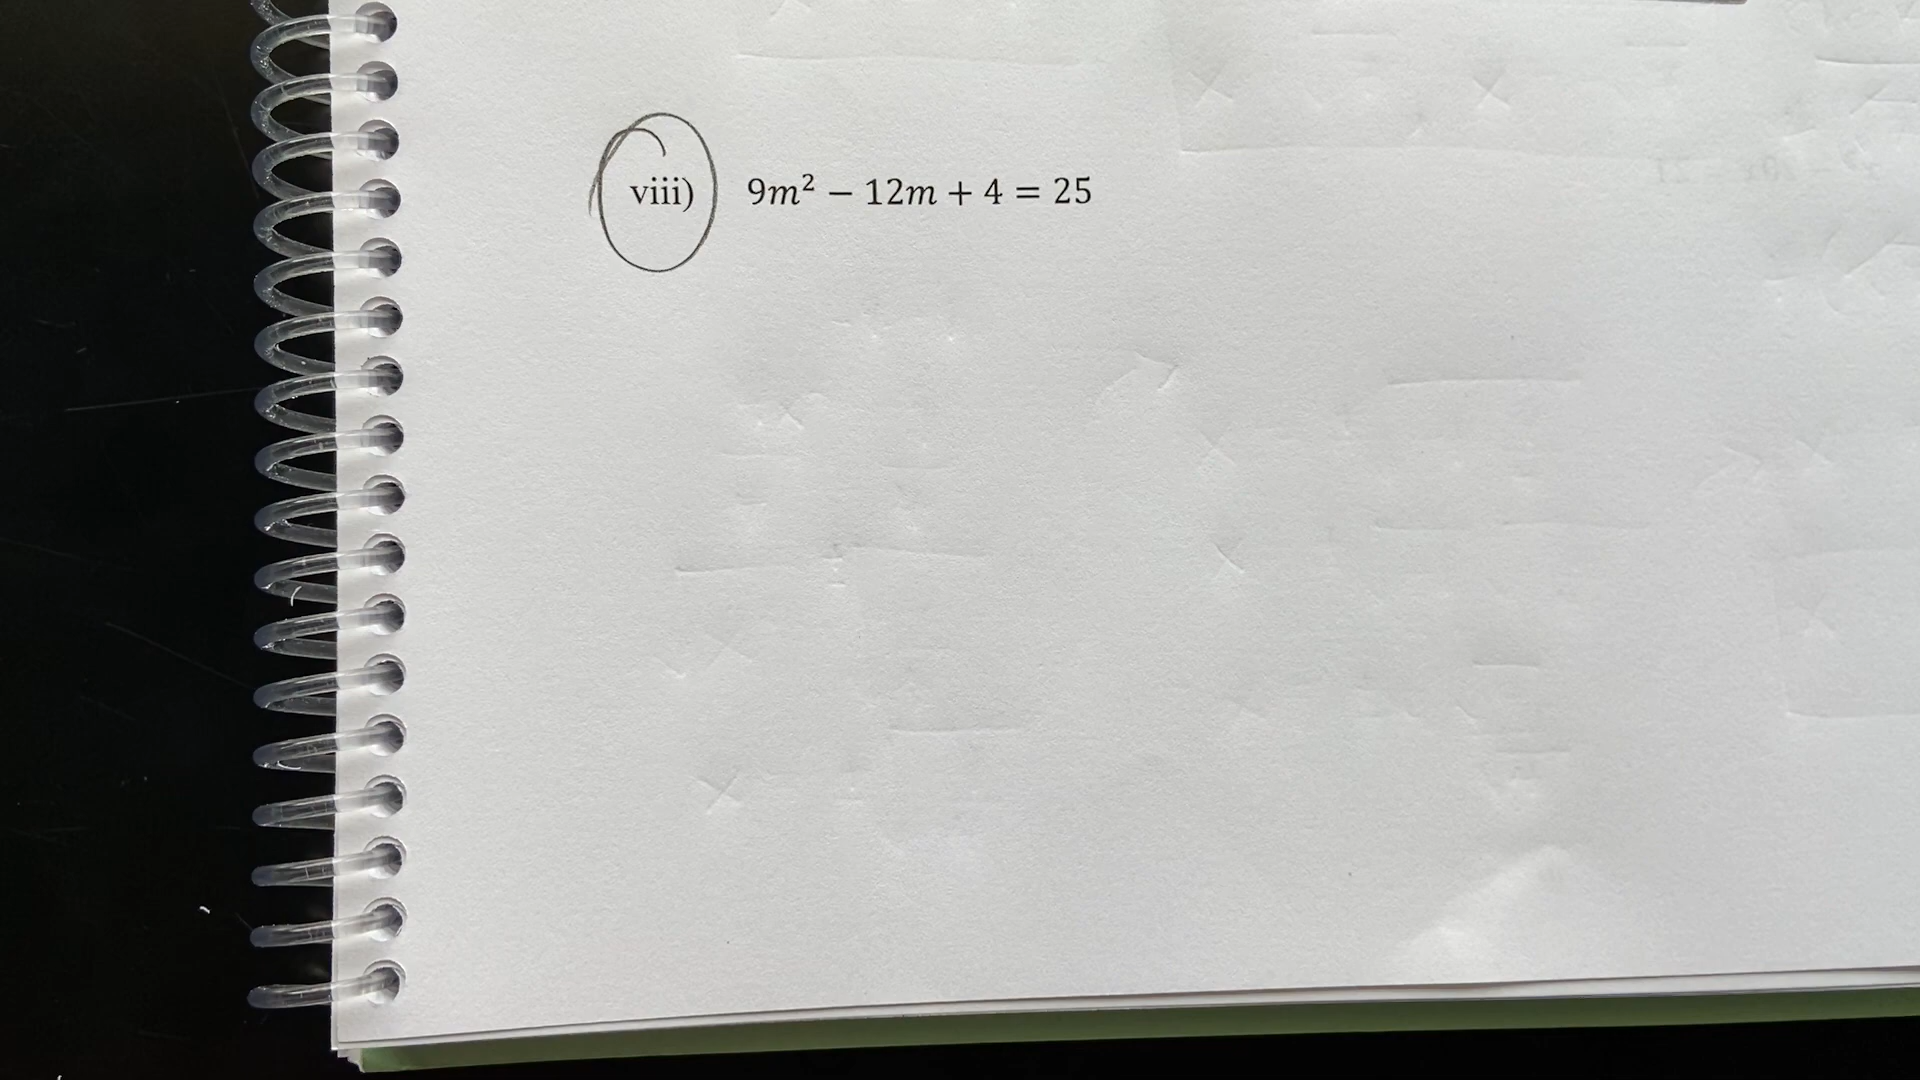 viii) 9m² − 12m + 4 = 25